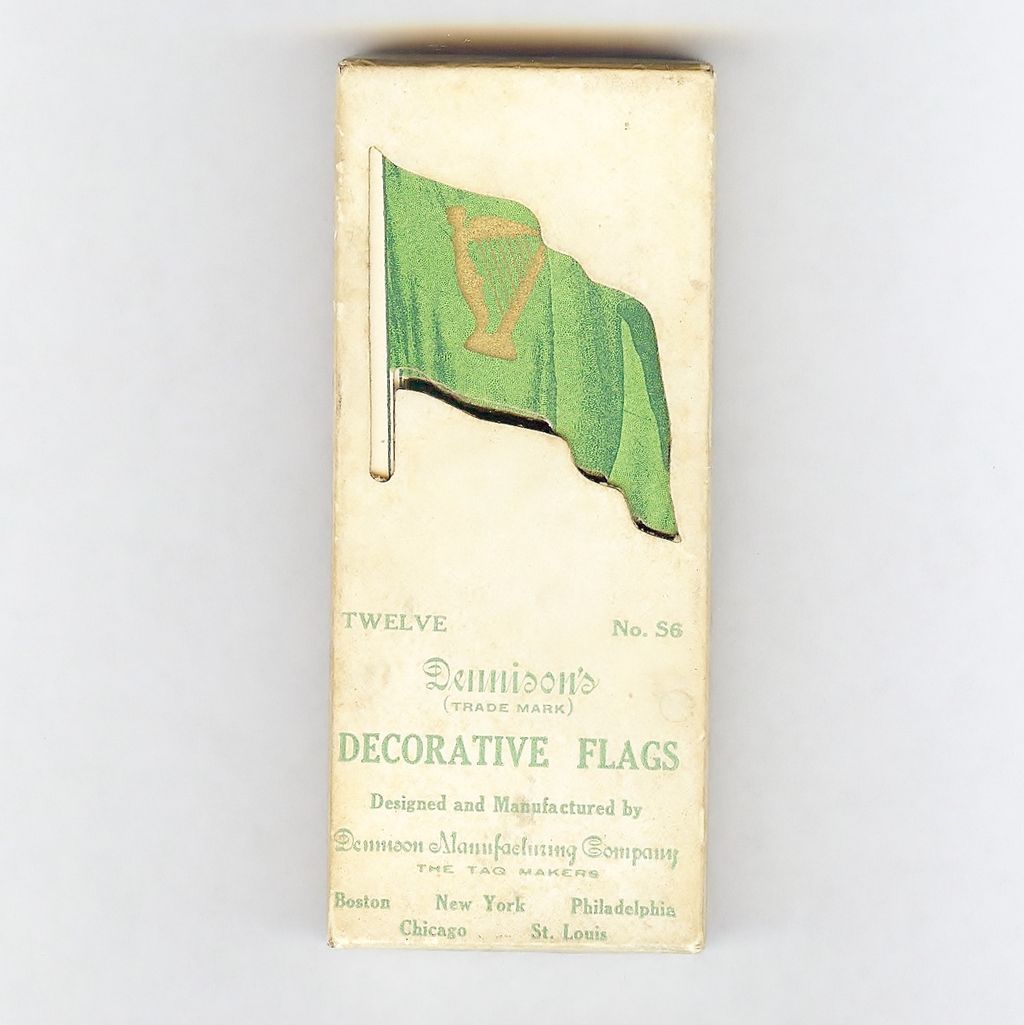 TWELVE No. S6
Dennison's
(TRADE MARK)
DECORATIVE FLAGS
Designed and Manufactured by
Dennison Manufacturing Company
THE TAG MAKERS
Boston New York Philadelphia
Chicago St. Louis